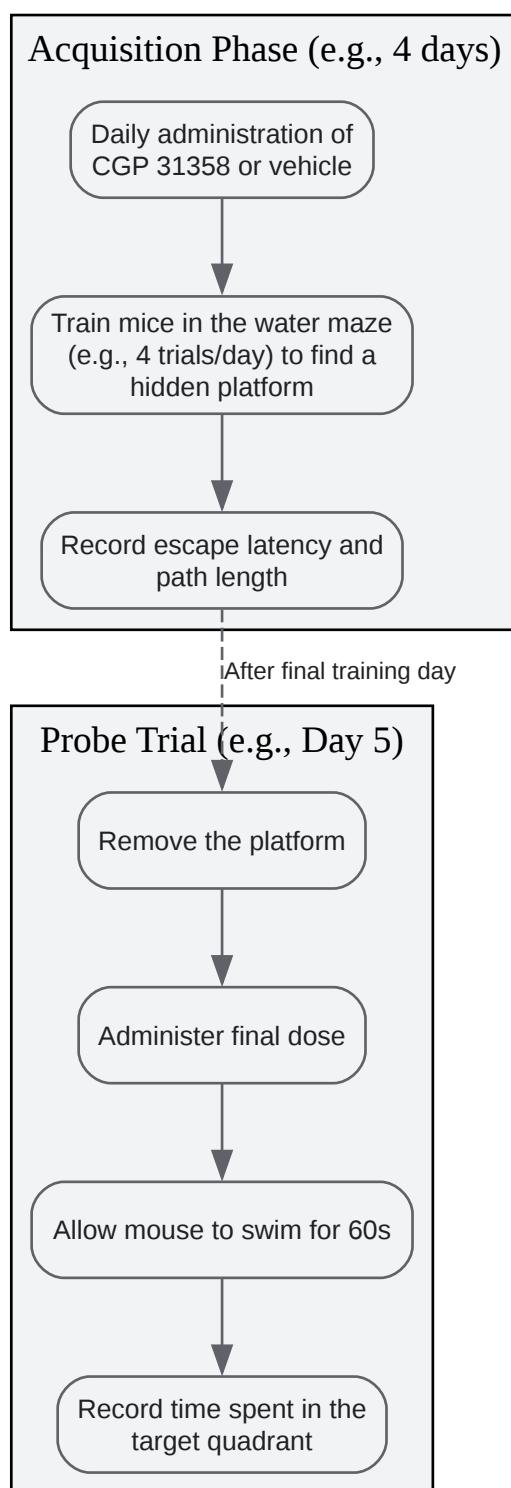 Acquisition Phase (e.g., 4 days)
Daily administration of
CGP 31358 or vehicle
Train mice in the water maze
(e.g., 4 trials/day) to find a
hidden platform
Record escape latency and
path length
After final training day
Probe Trial (e.g., Day 5)
Remove the platform
Administer final dose
Allow mouse to swim for 60s
Record time spent in the
target quadrant